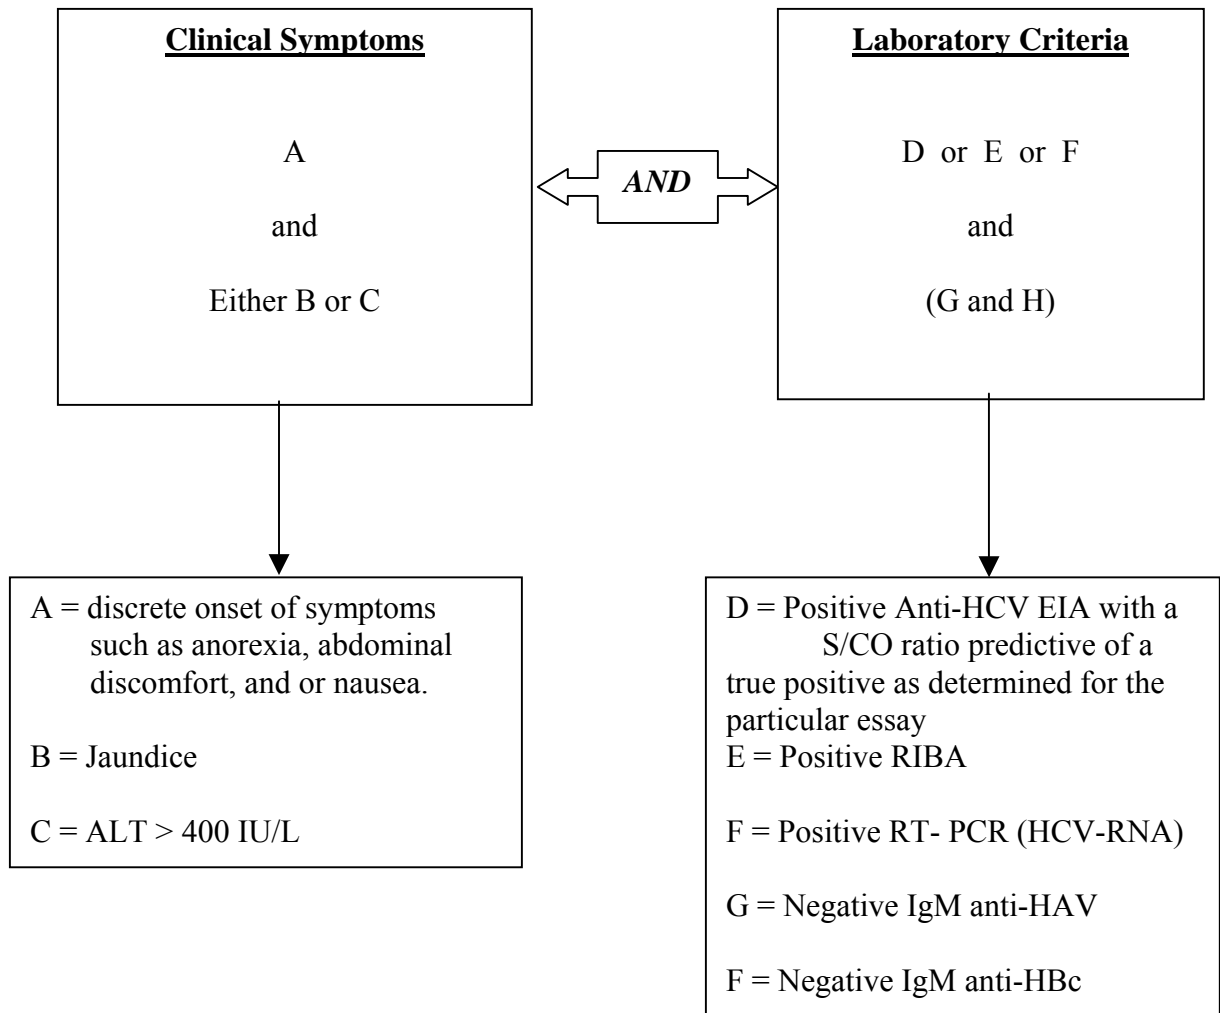 Clinical Symptoms
A
and
Either B or C
AND
Laboratory Criteria
D or E or F
and
(G and H)
A = discrete onset of symptoms
such as anorexia, abdominal
discomfort, and or nausea.
B = Jaundice
C = ALT > 400 IU/L
D = Positive Anti-HCV EIA with a
S/CO ratio predictive of a
true positive as determined for the
particular essay
E = Positive RIBA
F = Positive RT- PCR (HCV-RNA)
G = Negative IgM anti-HAV
F = Negative IgM anti-HBc